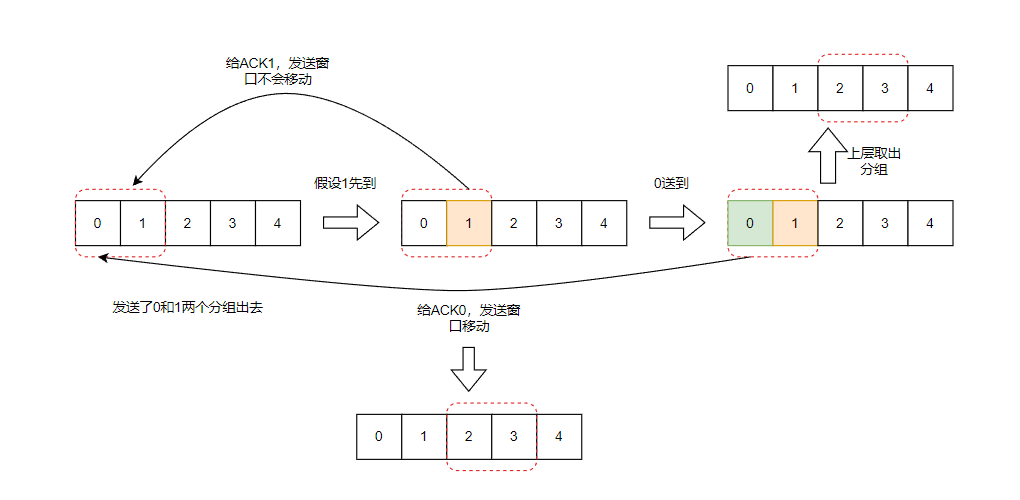 给ACK1，发送窗
口不会移动
0 1 2 3 4
上层取出
分组
假设1先到
0送到
0 1 2 3 4
0 1 2 3 4
0 1 2 3 4
发送了0和1两个分组出去
给ACK0，发送窗
口移动
0 1 2 3 4